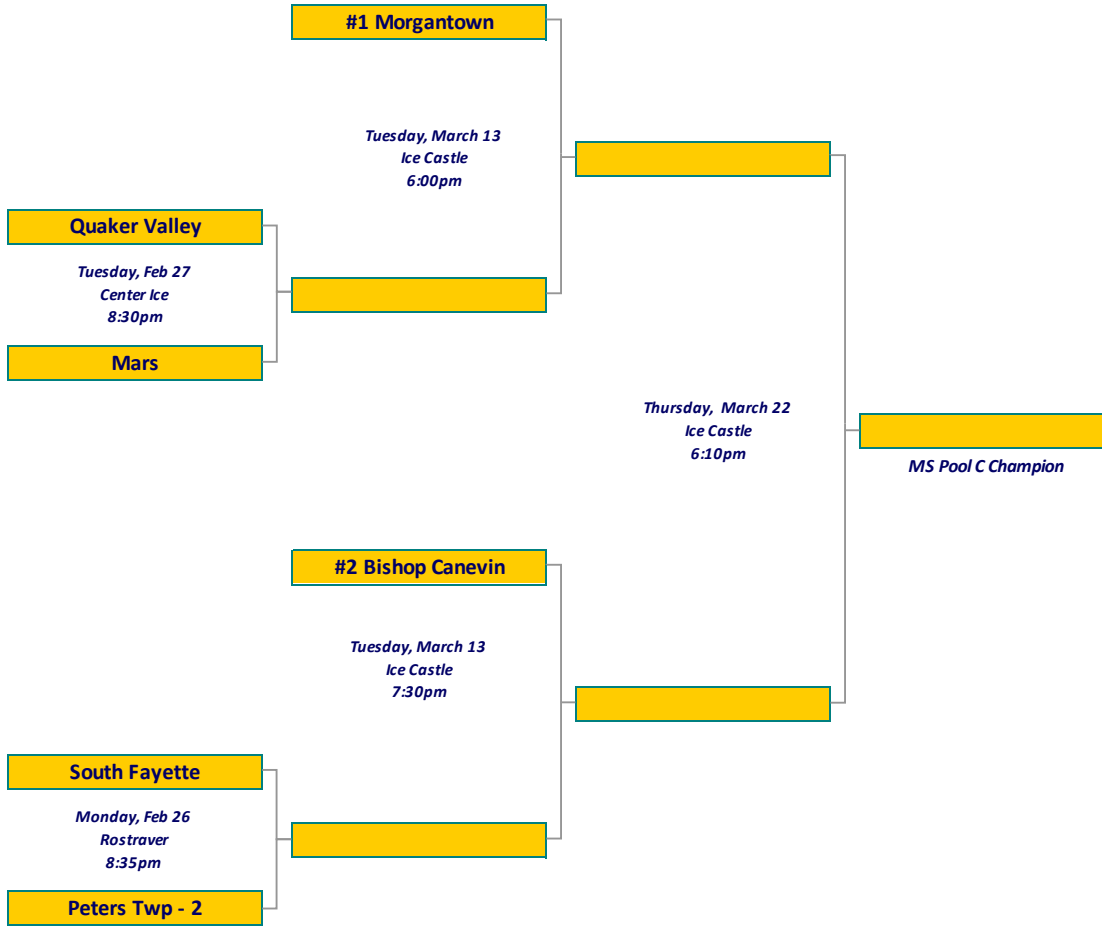 #1 Morgantown
Tuesday, March 13
Ice Castle
6:00pm
Quaker Valley
Tuesday, Feb 27
Center Ice
8:30pm
Mars
Thursday,  March 22
Ice Castle
6:10pm
MS Pool C Champion
#2 Bishop Canevin
Tuesday, March 13
Ice Castle
7:30pm
South Fayette
Monday, Feb 26
Rostraver
8:35pm
Peters Twp - 2